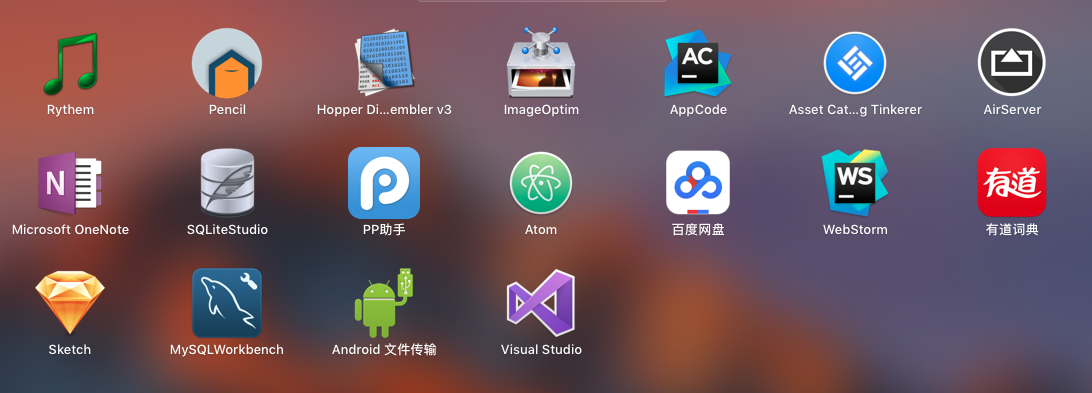 Rythem
Pencil
Hopper Di...embler v3
ImageOptim
AC
AppCode
Asset Cat...g Tinkerer
AirServer
N
Microsoft OneNote
SQLiteStudio
PP助手
Atom
百度网盘
WS
WebStorm
有道
有道词典
Sketch
MySQLWorkbench
Android 文件传输
Visual Studio